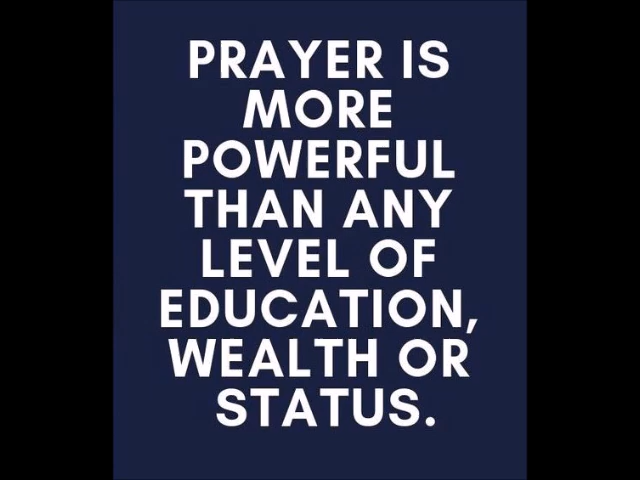 PRAYER IS
MORE
POWERFUL
THAN ANY
LEVEL OF
EDUCATION,
WEALTH OR
STATUS.